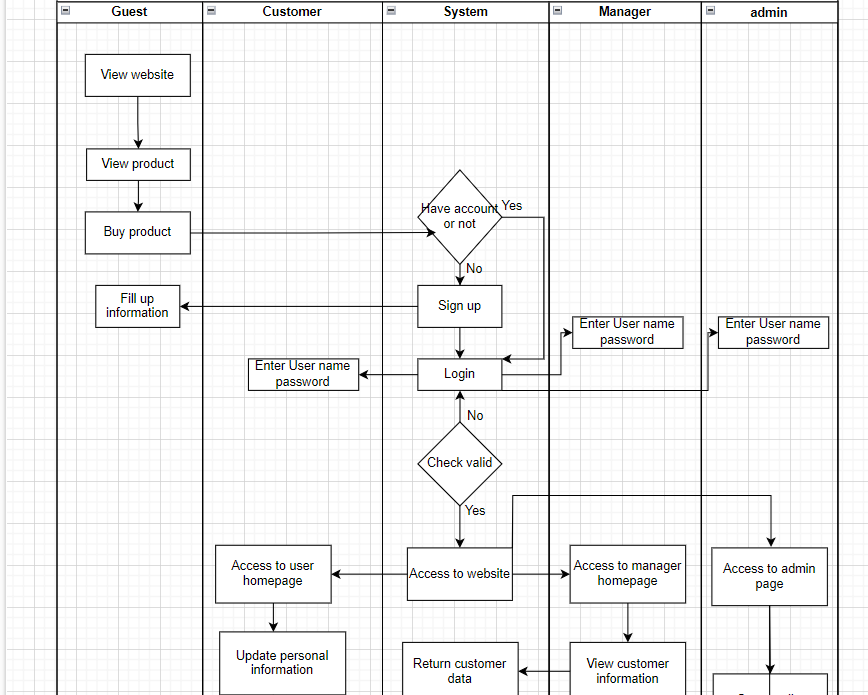 Guest
Customer
System
Manager
admin
View website
View product
Have account
or not
Yes
Buy product
No
Fill up
information
Sign up
Enter User name
password
Enter User name
password
Enter User name
password
Login
No
Check valid
Yes
Access to user
homepage
Access to website
Access to manager
homepage
Access to admin
page
Update personal
information
Return customer
data
View customer
information